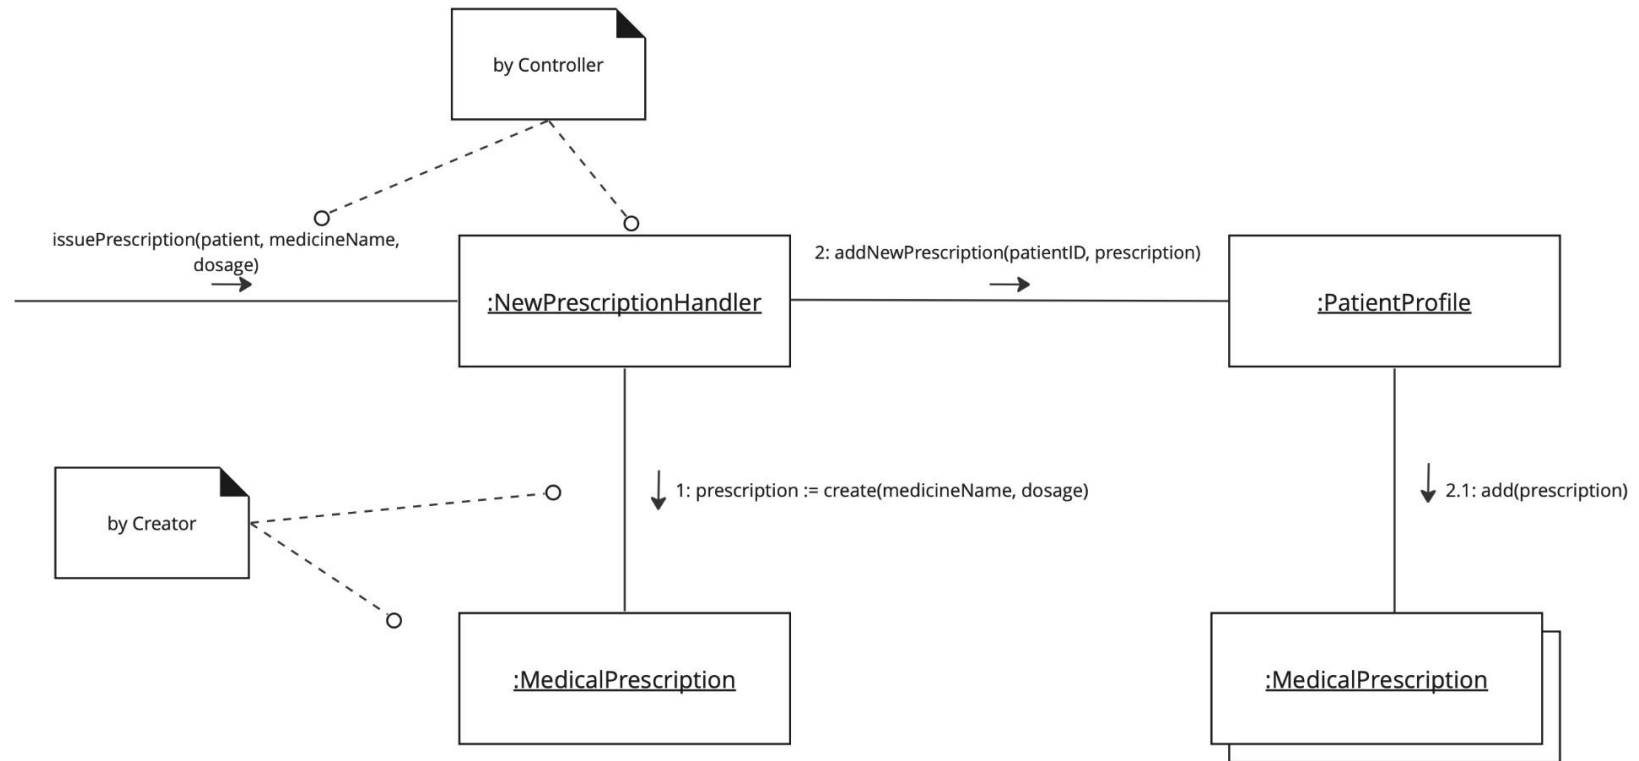 by Controller
issuePrescription(patient, medicineName,
dosage)
2: addNewPrescription(patientID, prescription)
:NewPrescriptionHandler
:PatientProfile
by Creator
1: prescription := create(medicineName, dosage)
2.1: add(prescription)
:MedicalPrescription
:MedicalPrescription